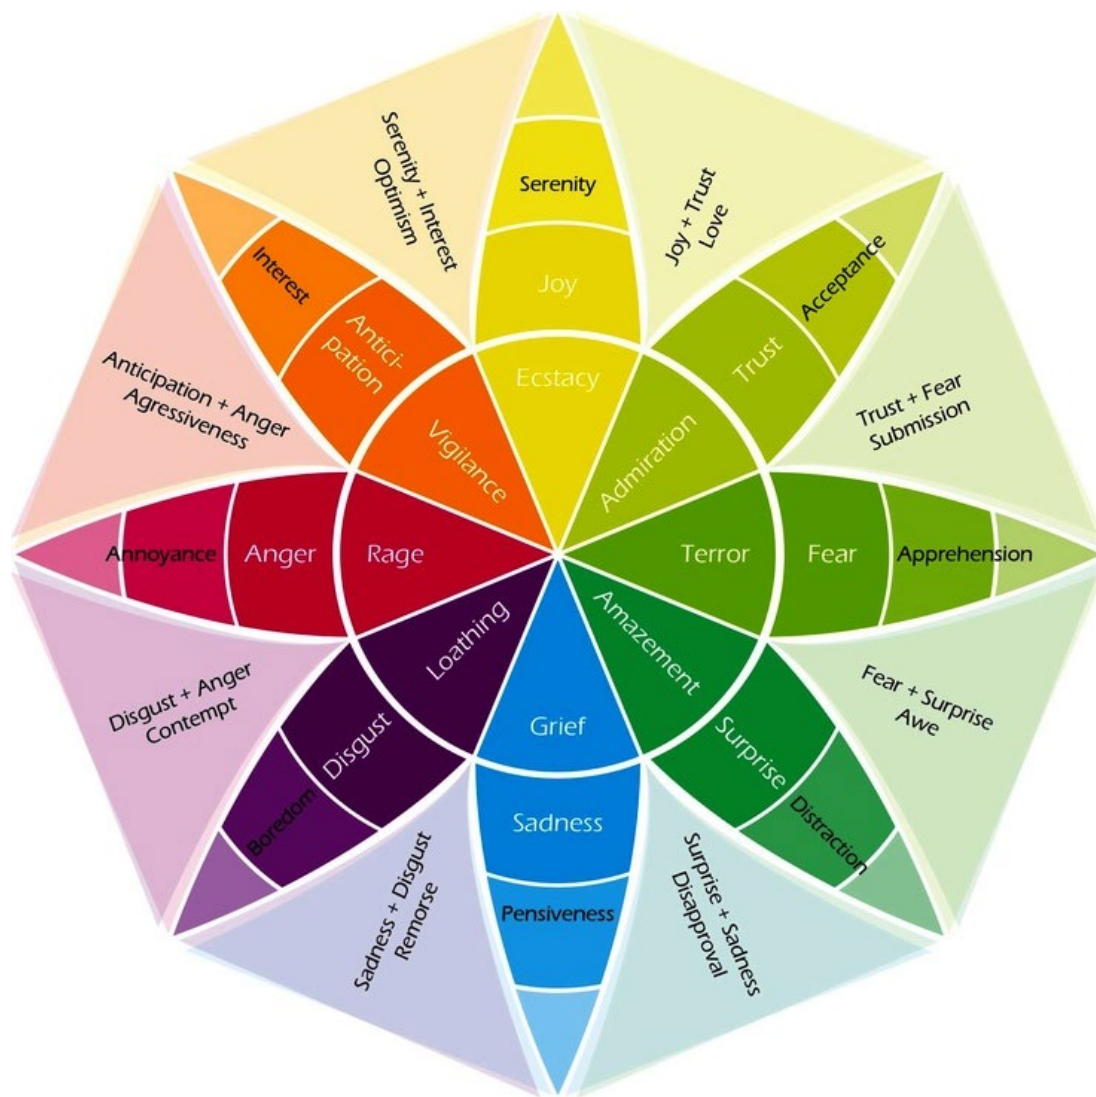 Serenity + Interest
Optimism
Serenity
Joy + Trust
Love
Interest
Joy
Acceptance
Antici-
pation
Trust
Ecstacy
Anticipation + Anger
Agressiveness
Trust + Fear
Submission
Vigilance
Admiration
Annoyance
Anger
Rage
Terror
Fear
Apprehension
Loathing
Amazement
Disgust + Anger
Contempt
Fear + Surprise
Awe
Disgust
Grief
Surprise
Boredom
Sadness
Distraction
Sadness + Disgust
Remorse
Pensiveness
Surprise + Sadness
Disapproval